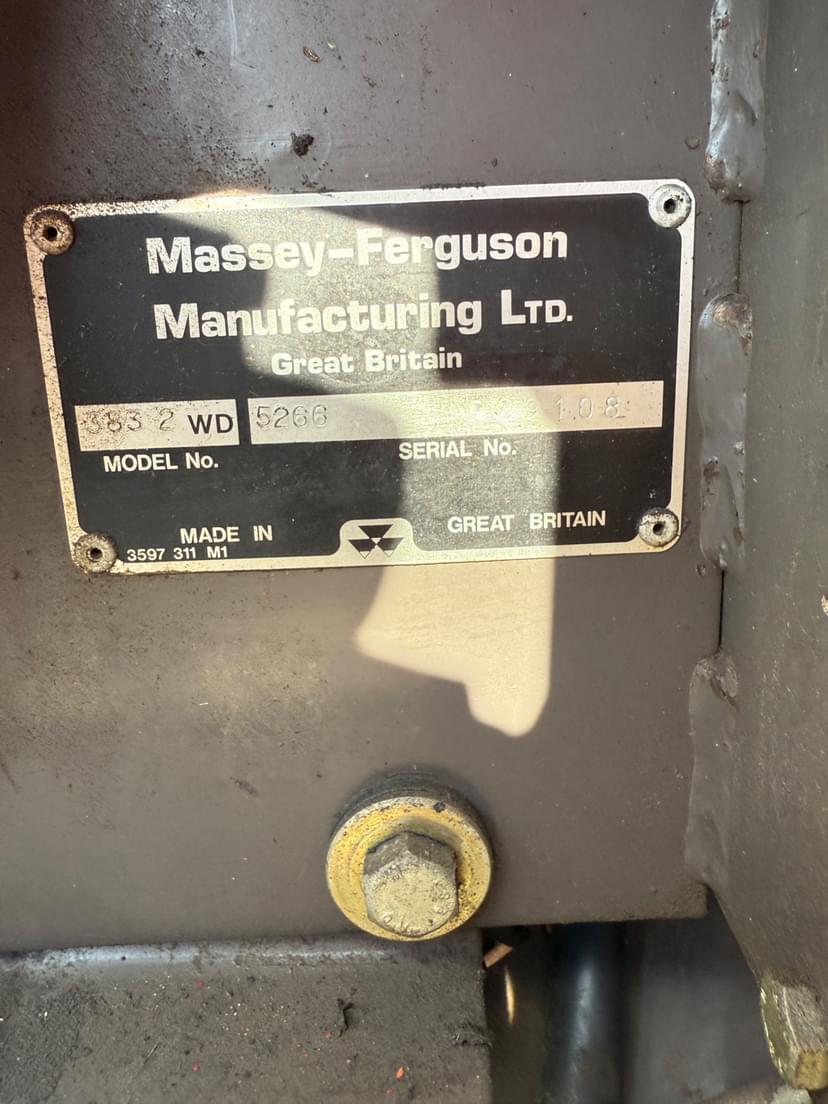 Massey-Ferguson
Manufacturing LTD.
Great Britain
383 2 WD 5266
MODEL No. SERIAL No.
MADE IN GREAT BRITAIN
3597 311 M1